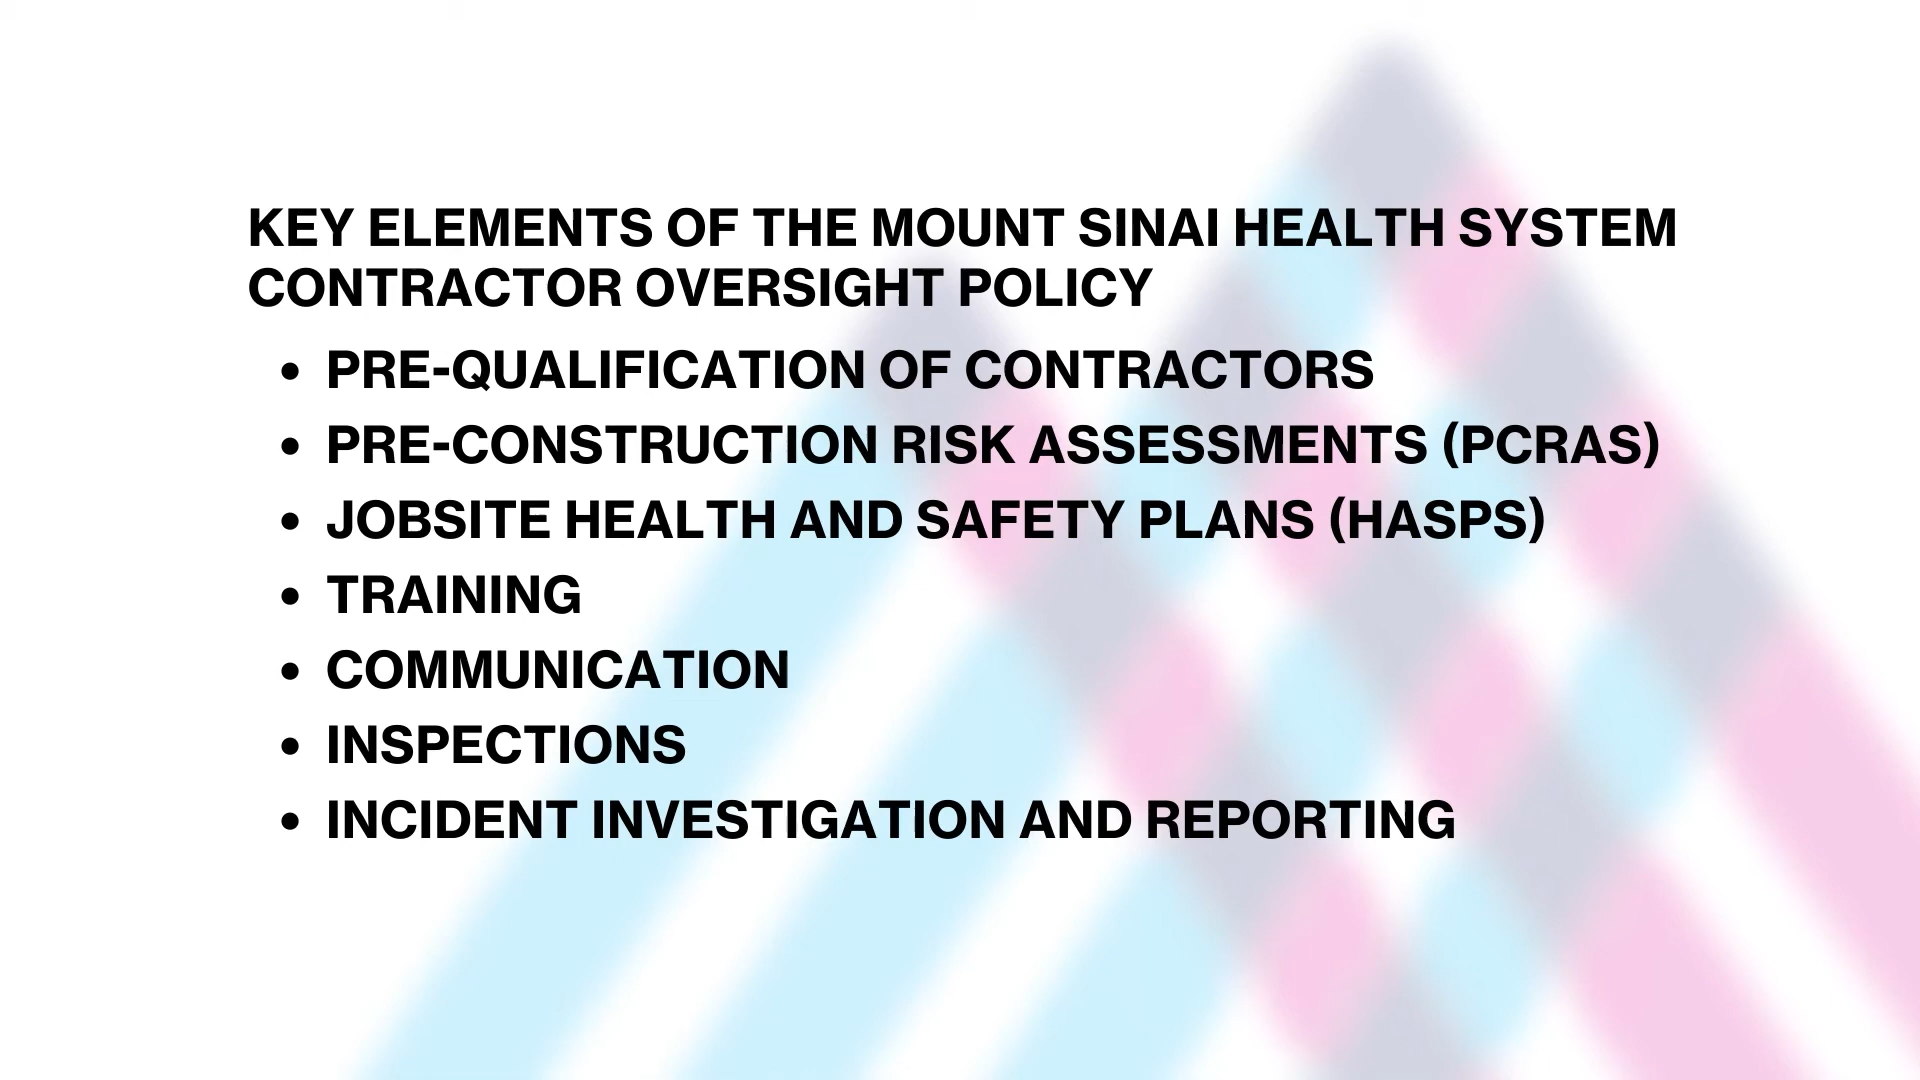 KEY ELEMENTS OF THE MOUNT SINAI HEALTH SYSTEM
CONTRACTOR OVERSIGHT POLICY
• PRE-QUALIFICATION OF CONTRACTORS
• PRE-CONSTRUCTION RISK ASSESSMENTS (PCRAS)
• JOBSITE HEALTH AND SAFETY PLANS (HASPS)
• TRAINING
• COMMUNICATION
• INSPECTIONS
• INCIDENT INVESTIGATION AND REPORTING